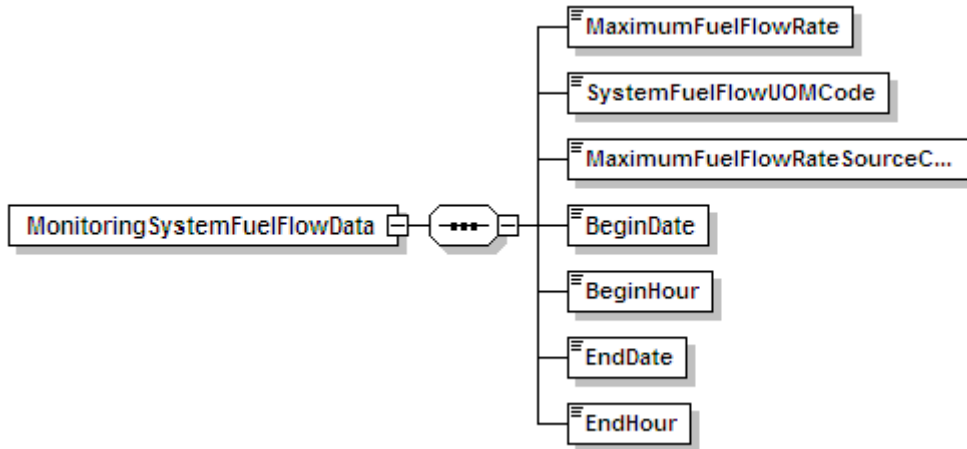 MaximumFuelFlowRate
SystemFuelFlowUOMCode
MaximumFuelFlowRateSourceC...
MonitoringSystemFuelFlowData
BeginDate
BeginHour
EndDate
EndHour